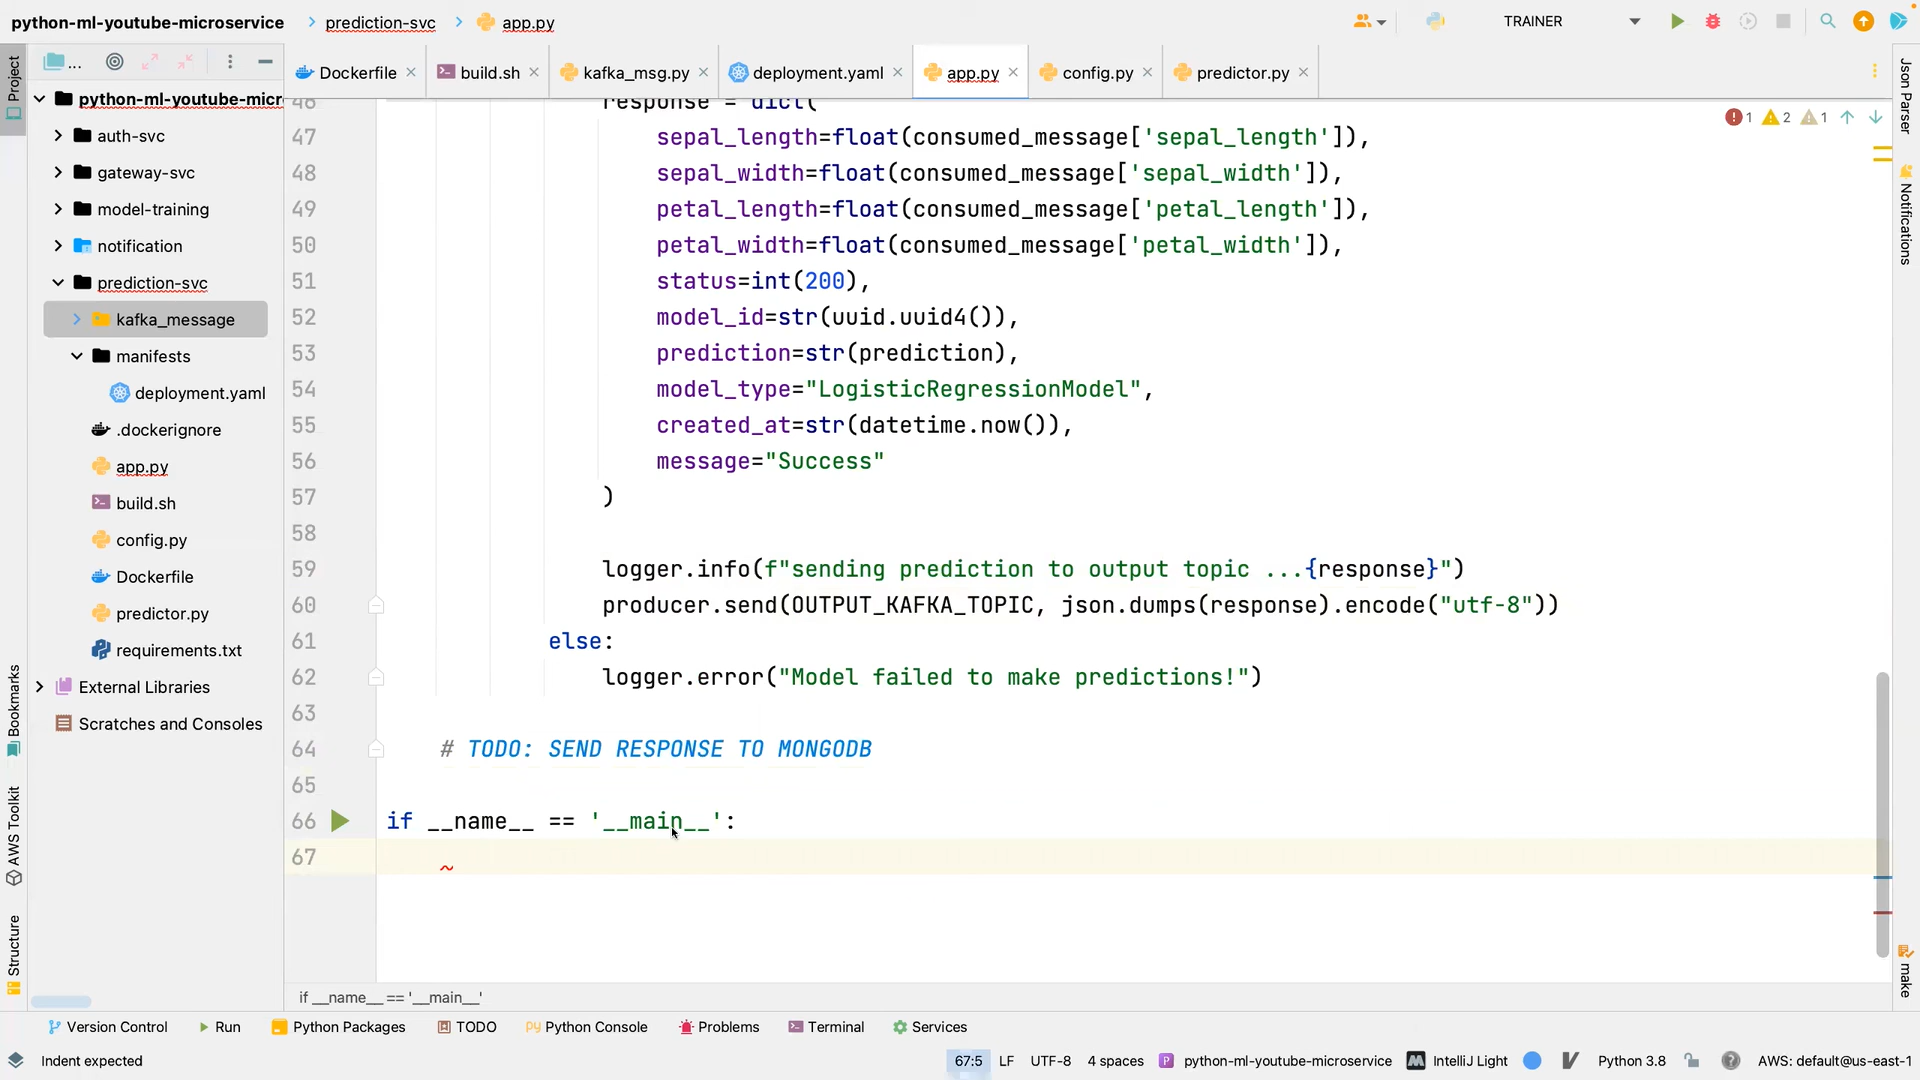 python-ml-youtube-microservice
prediction-svc
app.py
TRAINER
Project
...
Dockerfile
build.sh
kafka_msg.py
deployment.yaml
app.py
config.py
predictor.py
python-ml-youtube-micr
auth-svc
gateway-svc
model-training
notification
prediction-svc
kafka_message
manifests
deployment.yaml
.dockerignore
app.py
build.sh
config.py
Dockerfile
predictor.py
requirements.txt
External Libraries
Scratches and Consoles
Bookmarks
AWS Toolkit
Structure
1 2 1
46 response = dict(
47 sepal_length=float(consumed_message['sepal_length']),
48 sepal_width=float(consumed_message['sepal_width']),
49 petal_length=float(consumed_message['petal_length']),
50 petal_width=float(consumed_message['petal_width']),
51 status=int(200),
52 model_id=str(uuid.uuid4()),
53 prediction=str(prediction),
54 model_type="LogisticRegressionModel",
55 created_at=str(datetime.now()),
56 message="Success"
57 )
58
59 logger.info(f"sending prediction to output topic ...{response}")
60 producer.send(OUTPUT_KAFKA_TOPIC, json.dumps(response).encode("utf-8"))
61 else:
62 logger.error("Model failed to make predictions!")
63
64 # TODO: SEND RESPONSE TO MONGODB
65
66 if __name__ == '__main__':
67
if __name__ == '__main__'
Json Parser
Notifications
make
Version Control
Run
Python Packages
TODO
Python Console
Problems
Terminal
Services
Indent expected
67:5
LF
UTF-8
4 spaces
python-ml-youtube-microservice
IntelliJ Light
Python 3.8
AWS: default@us-east-1